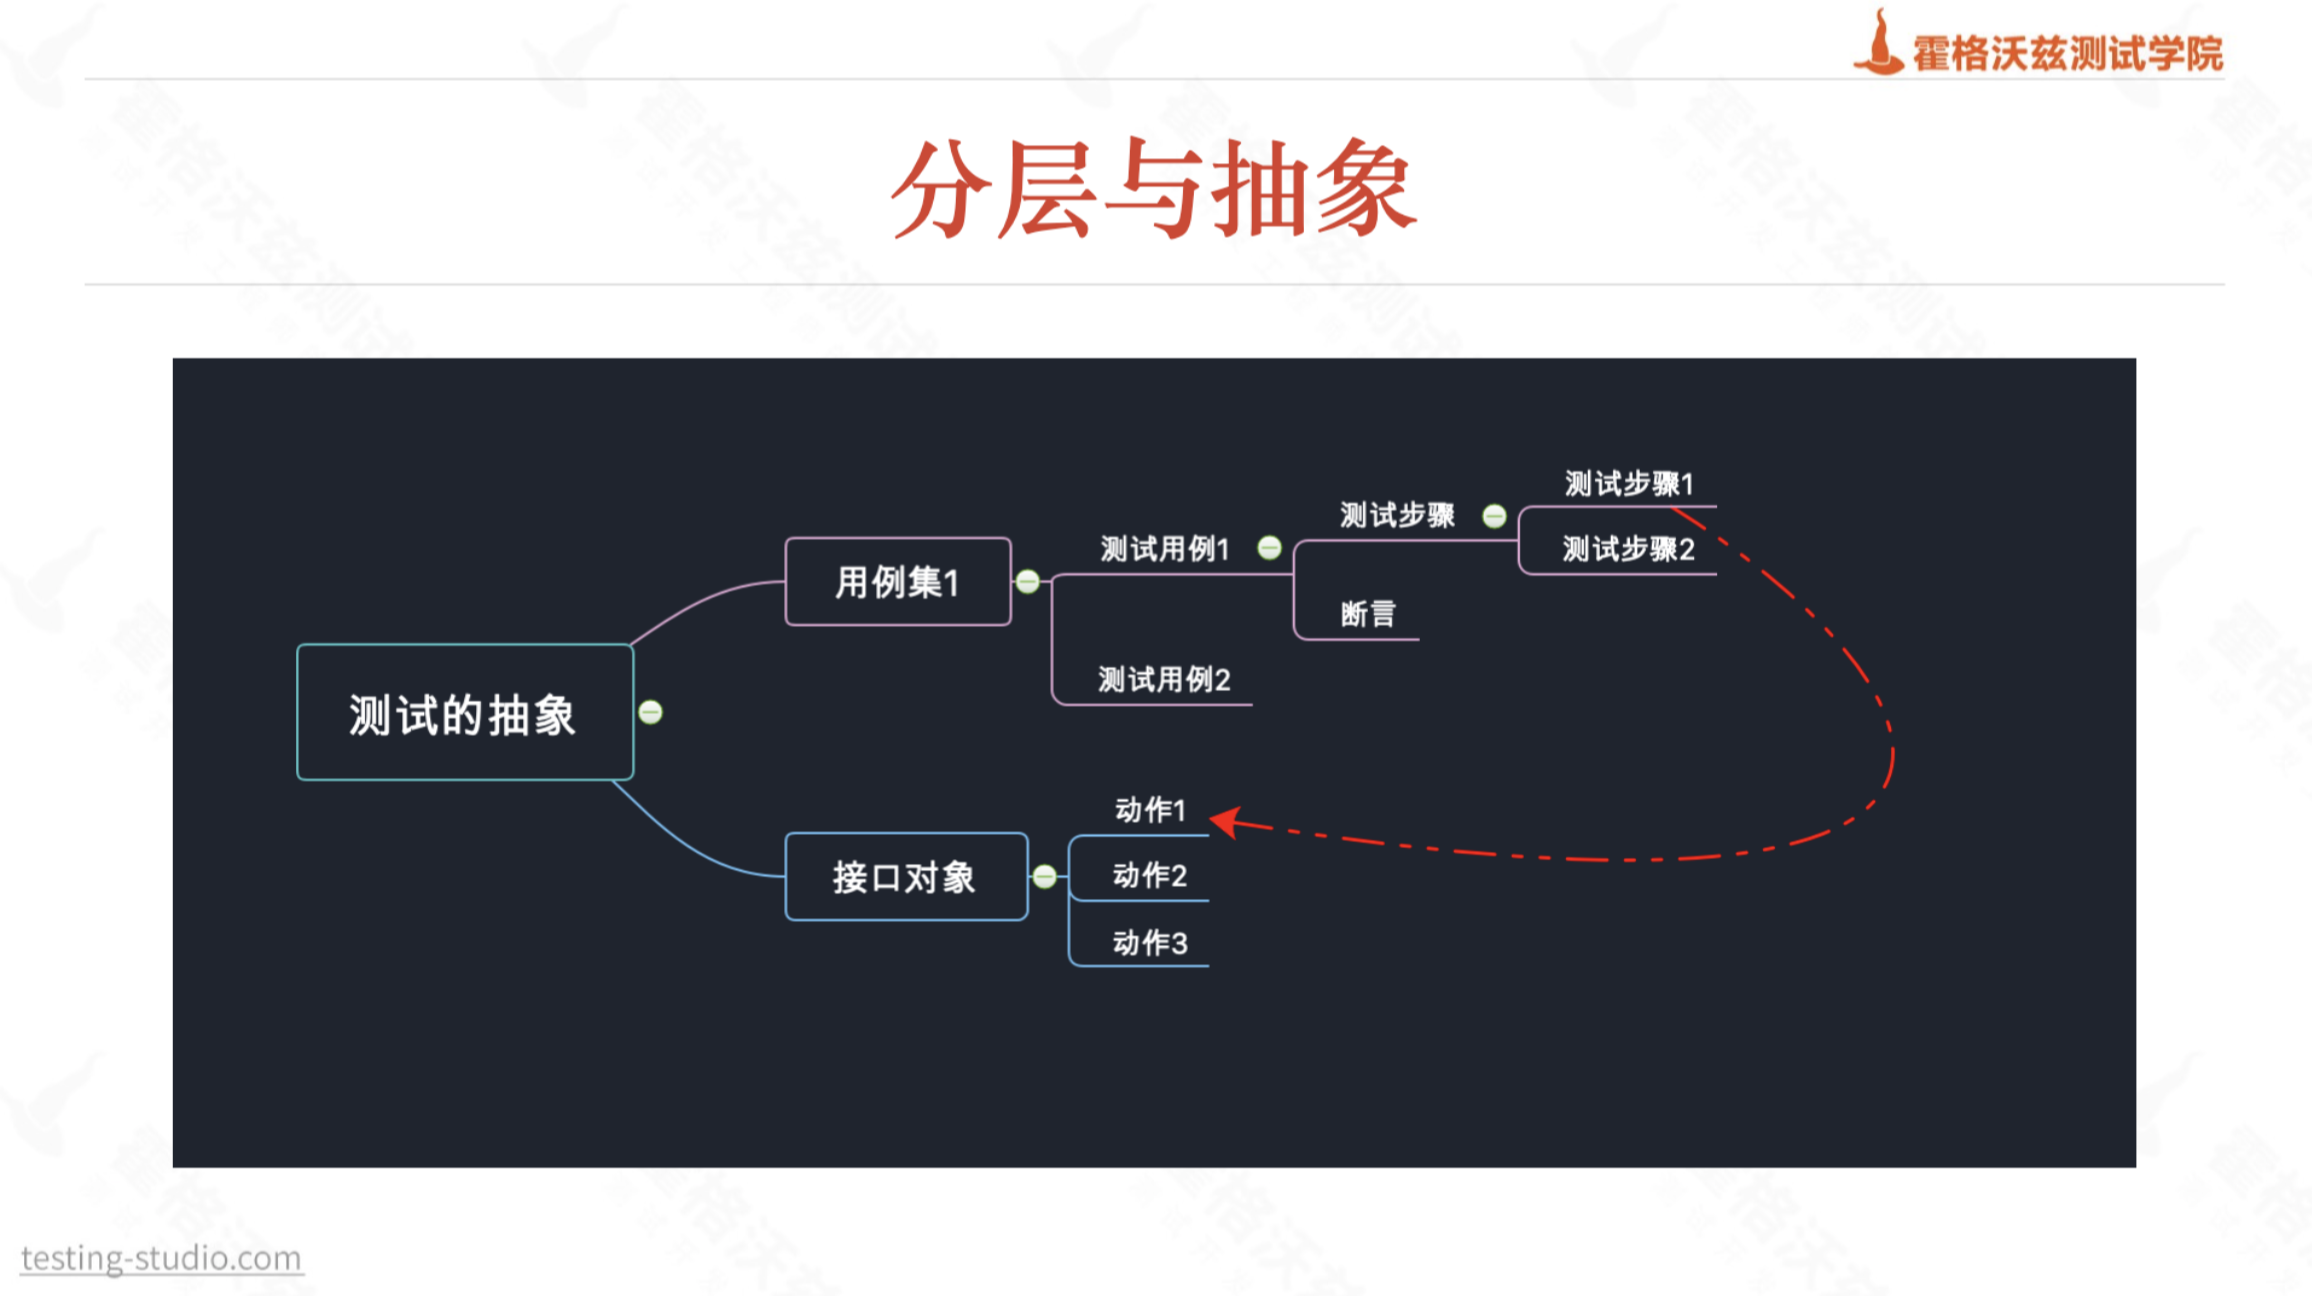 霍格沃兹测试学院
分层与抽象
测试的抽象
用例集1
测试用例1
测试步骤
测试步骤1
测试步骤2
断言
测试用例2
接口对象
动作1
动作2
动作3
testing-studio.com